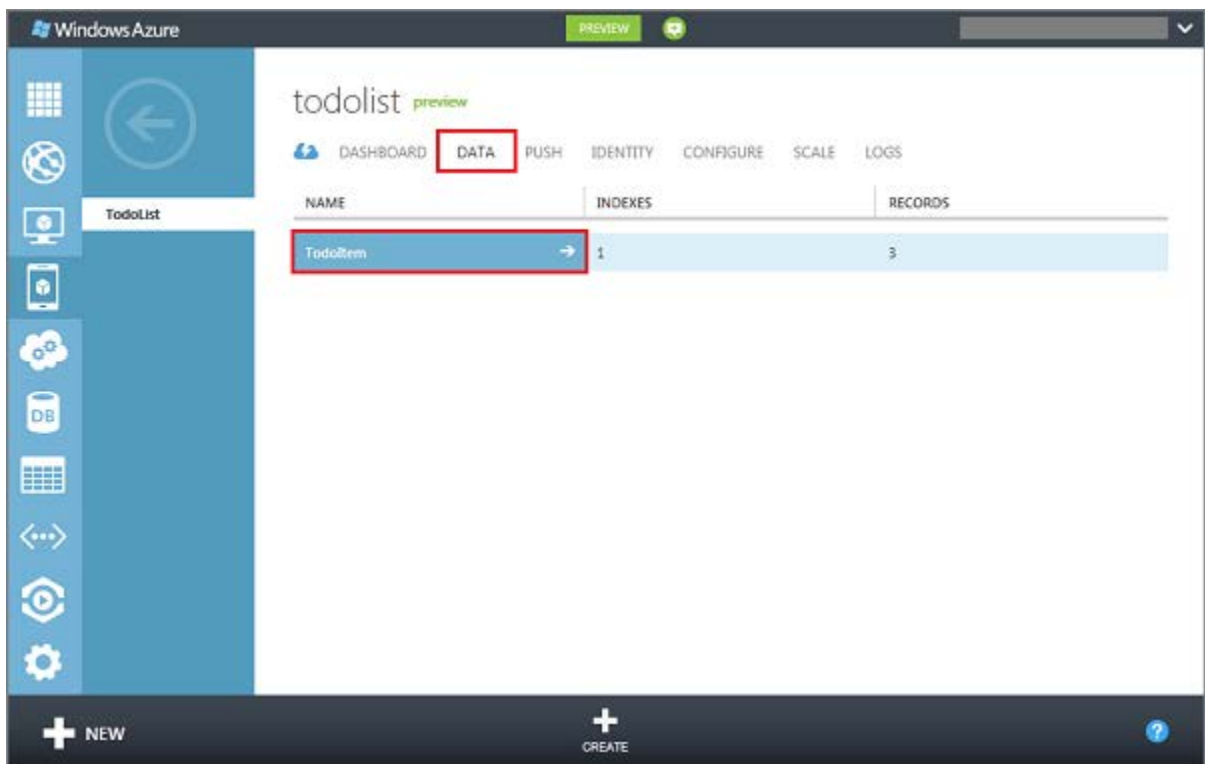 Windows Azure
PREVIEW
todolist preview
DASHBOARD DATA PUSH IDENTITY CONFIGURE SCALE LOGS
TodoList
NAME INDEXES RECORDS
TodoItem 1 3
DB
NEW
CREATE
?